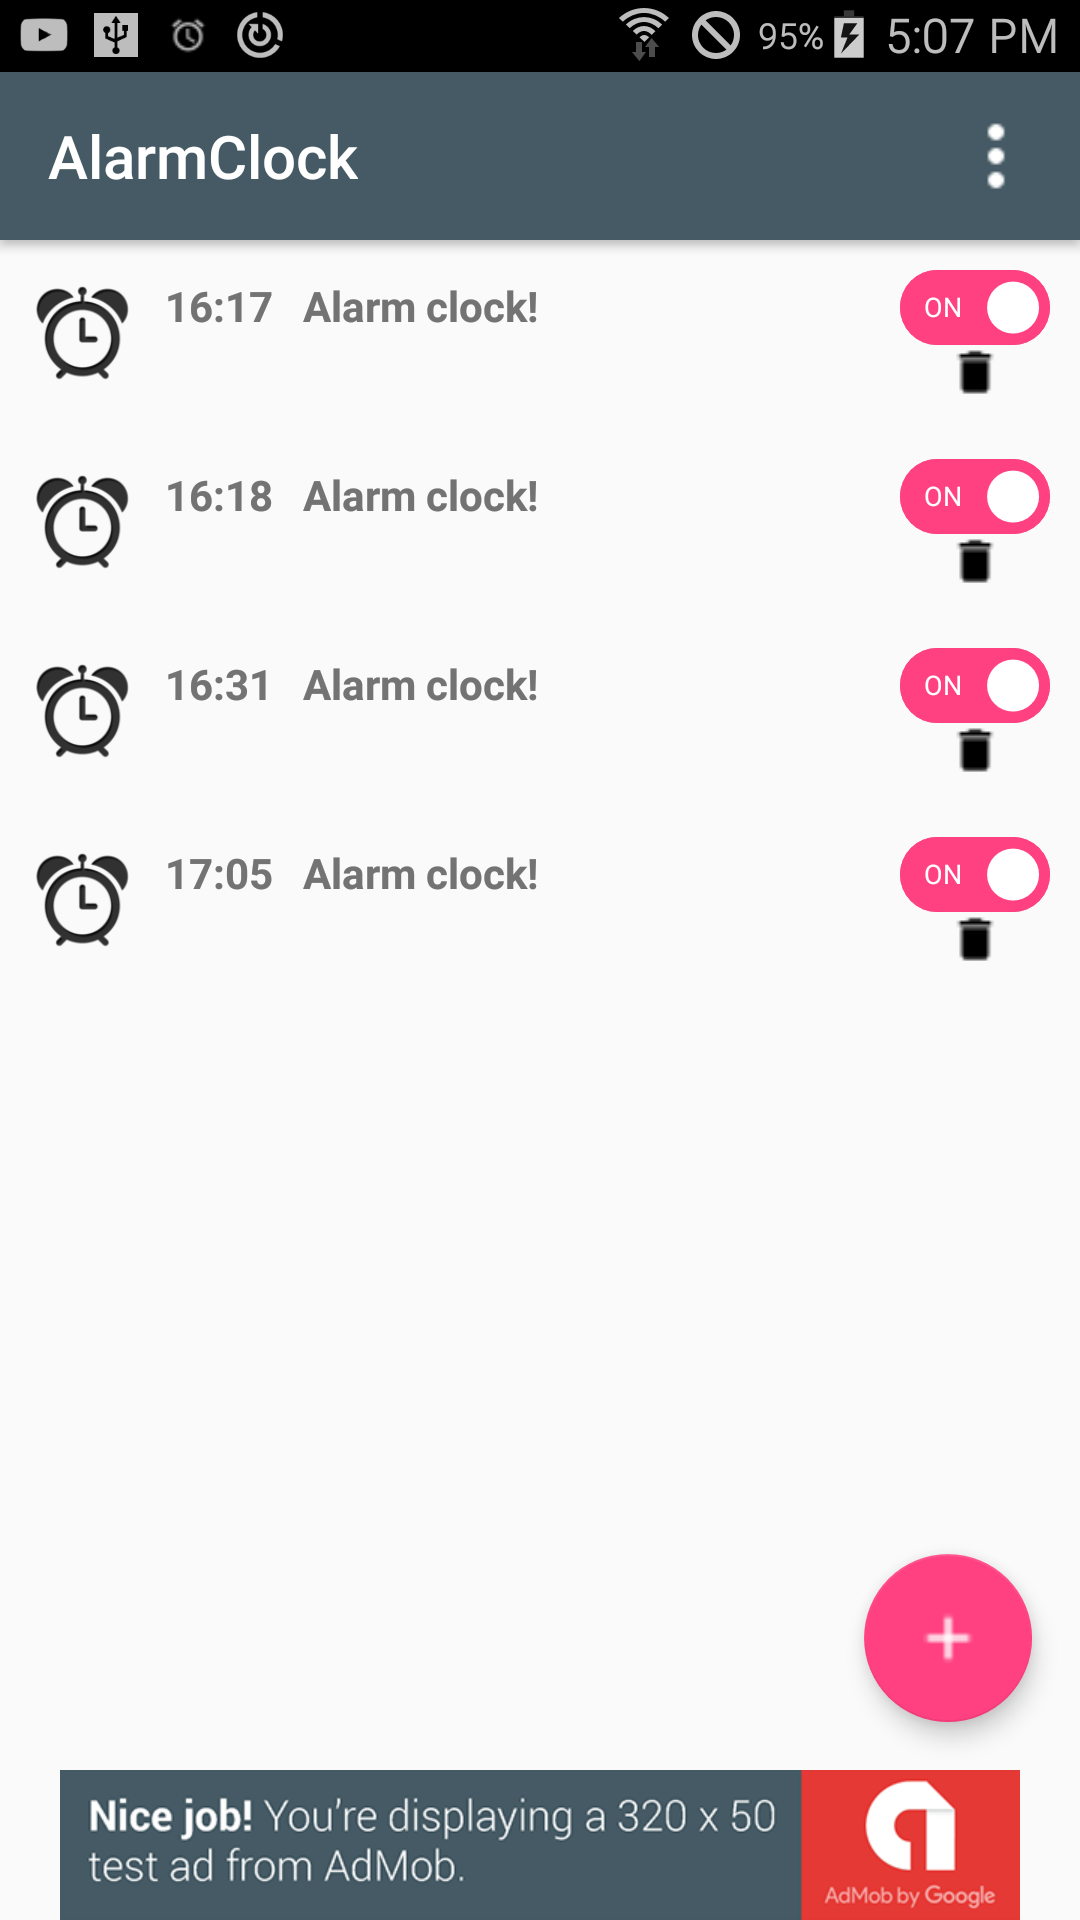 95% 5:07 PM
AlarmClock
16:17 Alarm clock! ON
16:18 Alarm clock! ON
16:31 Alarm clock! ON
17:05 Alarm clock! ON
Nice job! You're displaying a 320 x 50
test ad from AdMob.
AdMob by Google